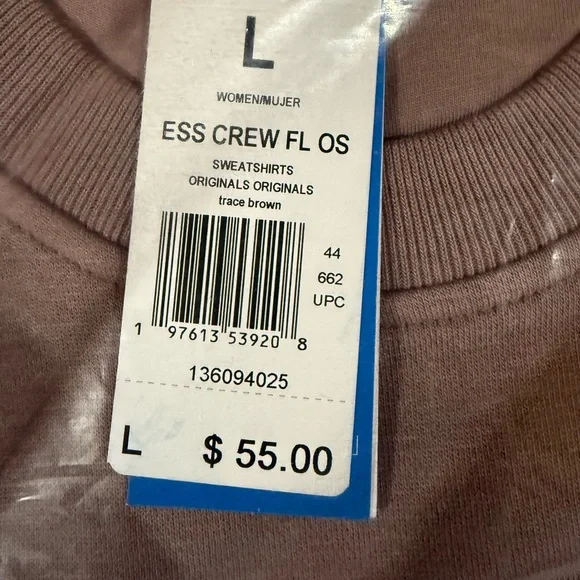 L
WOMEN/MUJER
ESS CREW FL OS
SWEATSHIRTS
ORIGINALS ORIGINALS
trace brown
44
662
UPC
1 97613 53920 8
136094025
L $ 55.00